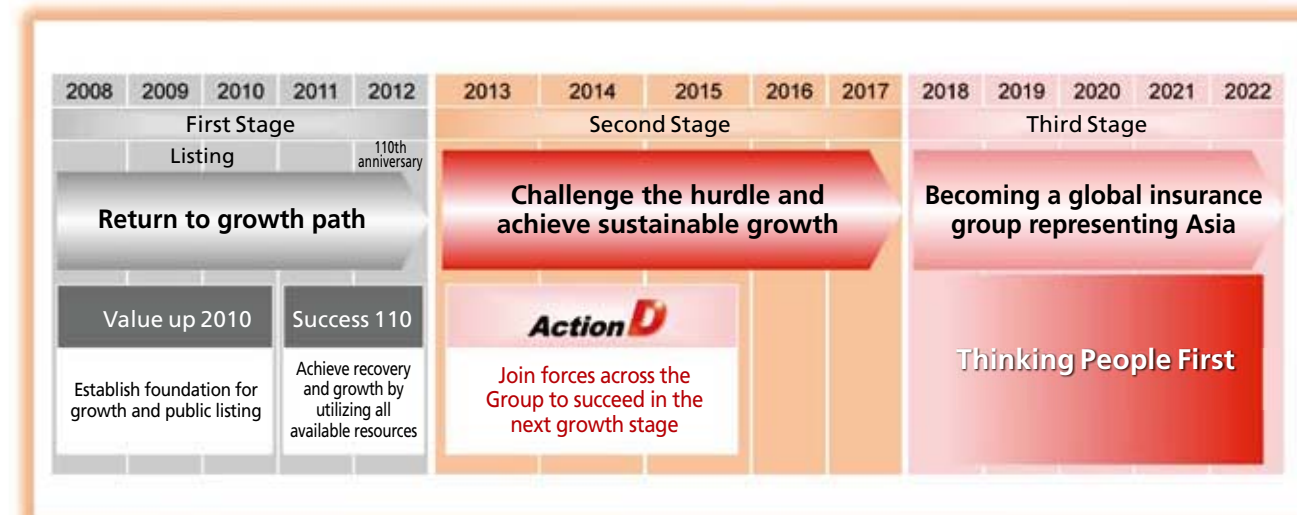 2008 2009 2010 2011 2012 2013 2014 2015 2016 2017 2018 2019 2020 2021 2022
First Stage
Second Stage
Third Stage
Listing
110th
anniversary
Return to growth path
Challenge the hurdle and
achieve sustainable growth
Becoming a global insurance
group representing Asia
Value up 2010
Establish foundation for
growth and public listing
Success 110
Achieve recovery
and growth by
utilizing all
available resources
Action D
Join forces across the
Group to succeed in the
next growth stage
Thinking People First